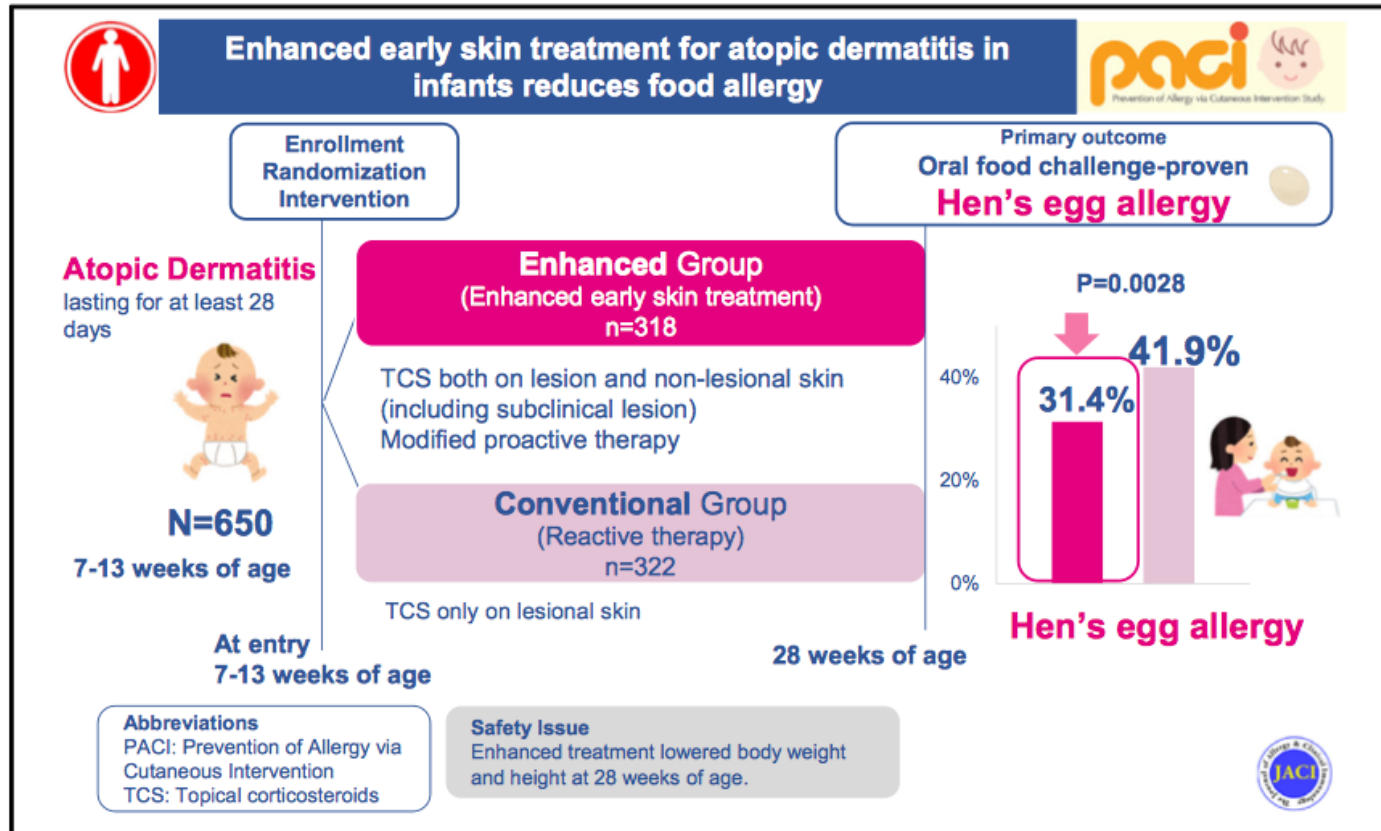 Enhanced early skin treatment for atopic dermatitis in
infants reduces food allergy
paci
Prevention of Allergy via Cutaneous Intervention Study
Enrollment
Randomization
Intervention
Primary outcome
Oral food challenge-proven
Hen's egg allergy
Atopic Dermatitis
lasting for at least 28
days
N=650
7-13 weeks of age
Enhanced Group
(Enhanced early skin treatment)
n=318
TCS both on lesion and non-lesional skin
(including subclinical lesion)
Modified proactive therapy
Conventional Group
(Reactive therapy)
n=322
TCS only on lesional skin
At entry
7-13 weeks of age
28 weeks of age
P=0.0028
40%
20%
0%
31.4%
41.9%
Hen's egg allergy
Abbreviations
PACI: Prevention of Allergy via
Cutaneous Intervention
TCS: Topical corticosteroids
Safety Issue
Enhanced treatment lowered body weight
and height at 28 weeks of age.
The Journal of Allergy & Clinical Immunology
JACI